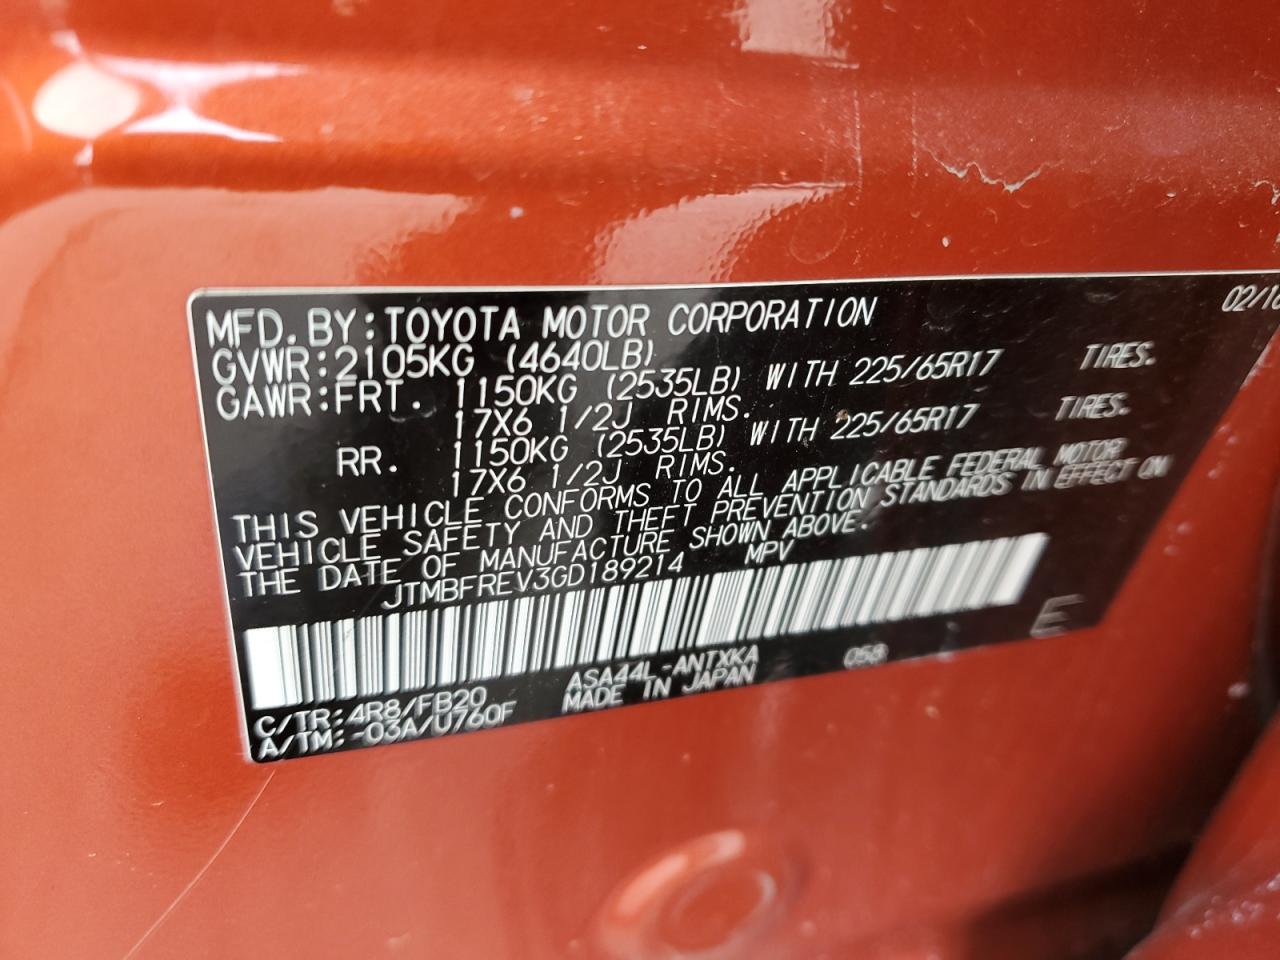 02/16
MFD. BY: TOYOTA MOTOR CORPORATION
GVWR: 2105KG (4640LB)
GAWR: FRT. 1150KG (2535LB) WITH 225/65R17 TIRES.
17X6 1/2J RIMS.
RR. 1150KG (2535LB) WITH 225/65R17 TIRES.
17X6 1/2J RIMS.
THIS VEHICLE CONFORMS TO ALL APPLICABLE FEDERAL MOTOR
VEHICLE SAFETY AND THEFT PREVENTION STANDARDS IN EFFECT ON
THE DATE OF MANUFACTURE SHOWN ABOVE.
JTMBFREV3GD189214 MPV
E
C/TR: 4R8/FB20 ASA44L-ANTXKA 058
A/TM: -03A/U760F MADE IN JAPAN